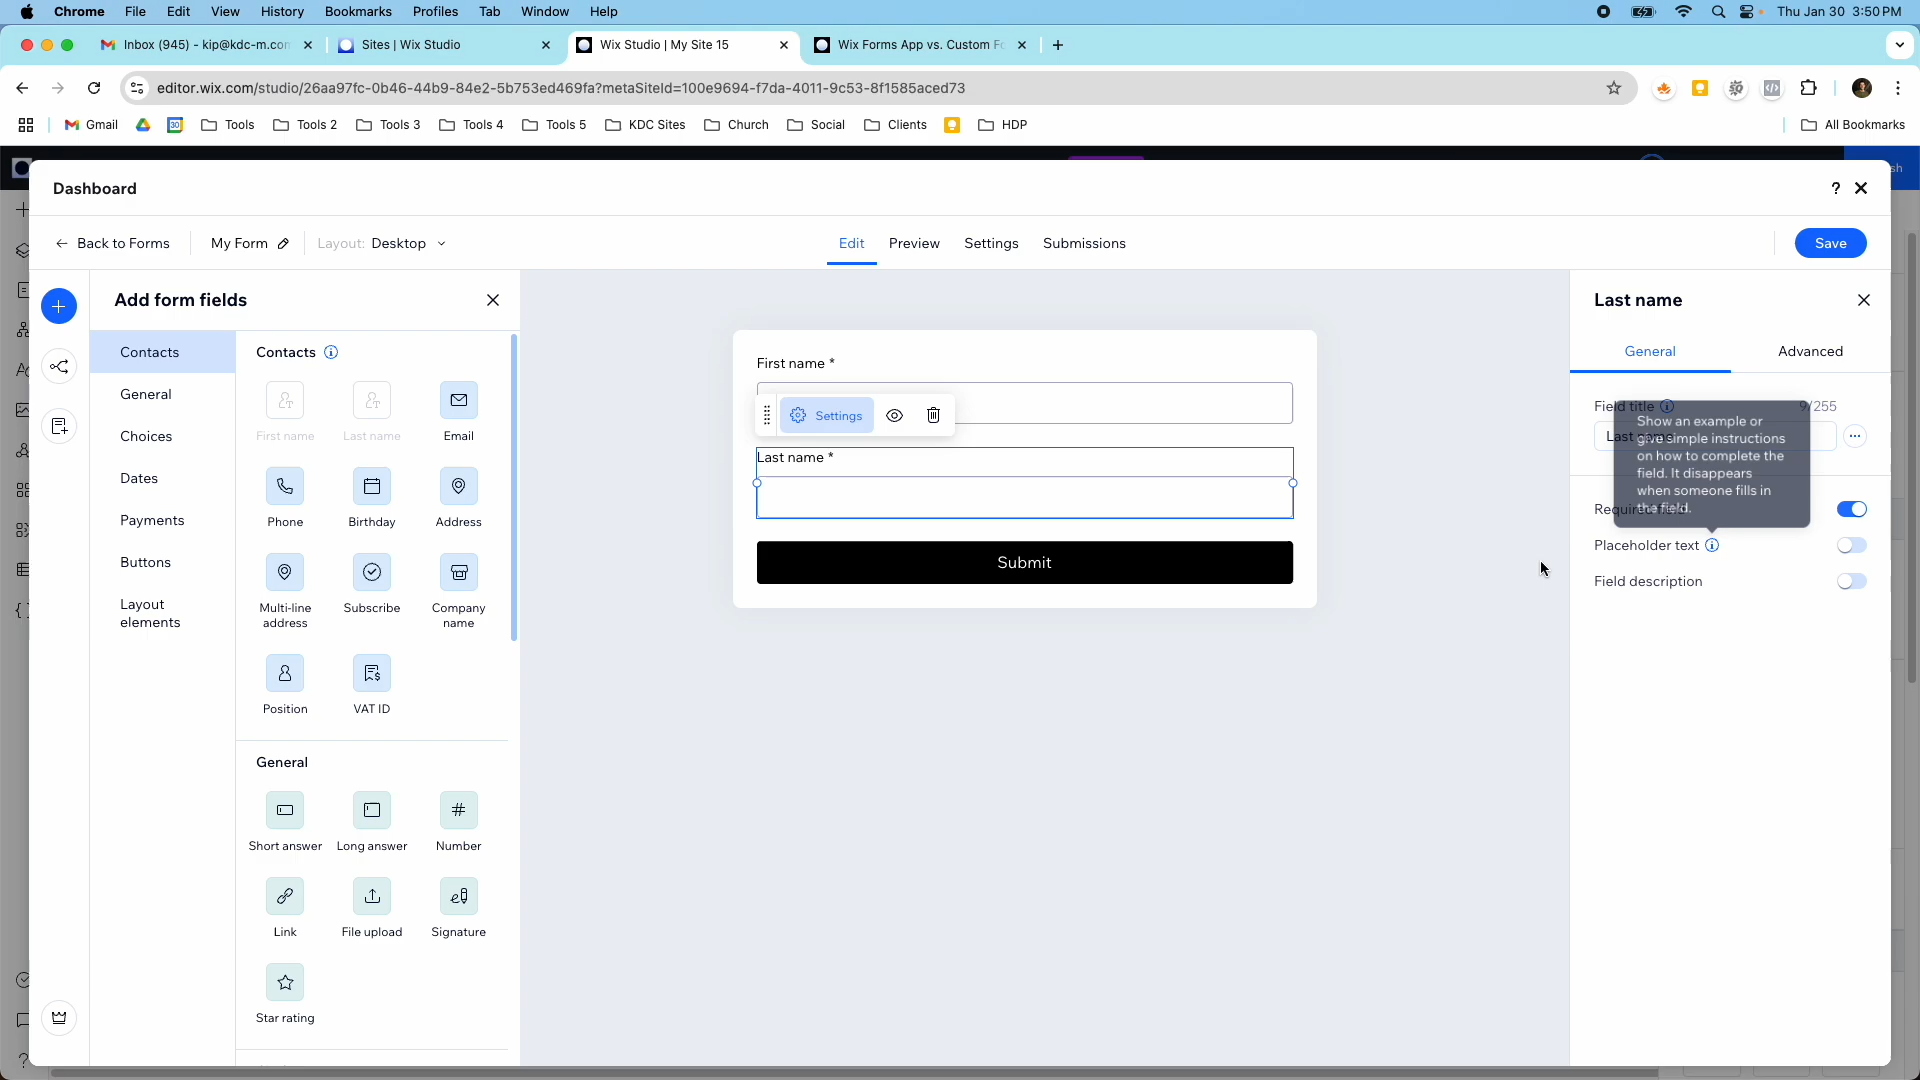 Chrome File Edit View History Bookmarks Profiles Tab Window Help Thu Jan 30 3:50 PM
Inbox (945) - kip@kdc-m.con Sites | Wix Studio Wix Studio | My Site 15 Wix Forms App vs. Custom Fo
editor.wix.com/studio/26aa97fc-0b46-44b9-84e2-5b753ed469fa?metaSiteId=100e9694-f7da-4011-9c53-8f1585aced73
Gmail Tools Tools 2 Tools 3 Tools 4 Tools 5 KDC Sites Church Social Clients HDP All Bookmarks
Dashboard ?
Back to Forms My Form Layout: Desktop Edit Preview Settings Submissions Save
Add form fields
Contacts
General
Choices
Dates
Payments
Buttons
Layout
elements
Contacts
First name Last name Email
Phone Birthday Address
Multi-line
address
Subscribe
Company
name
Position VAT ID
General
Short answer Long answer Number
Link File upload Signature
Star rating
First name *
Settings
Last name *
Submit
Last name
General Advanced
Field title 9/255
Last name
Show an example or
give simple instructions
on how to complete the
field. It disappears
when someone fills in
the field.
Placeholder text
Field description